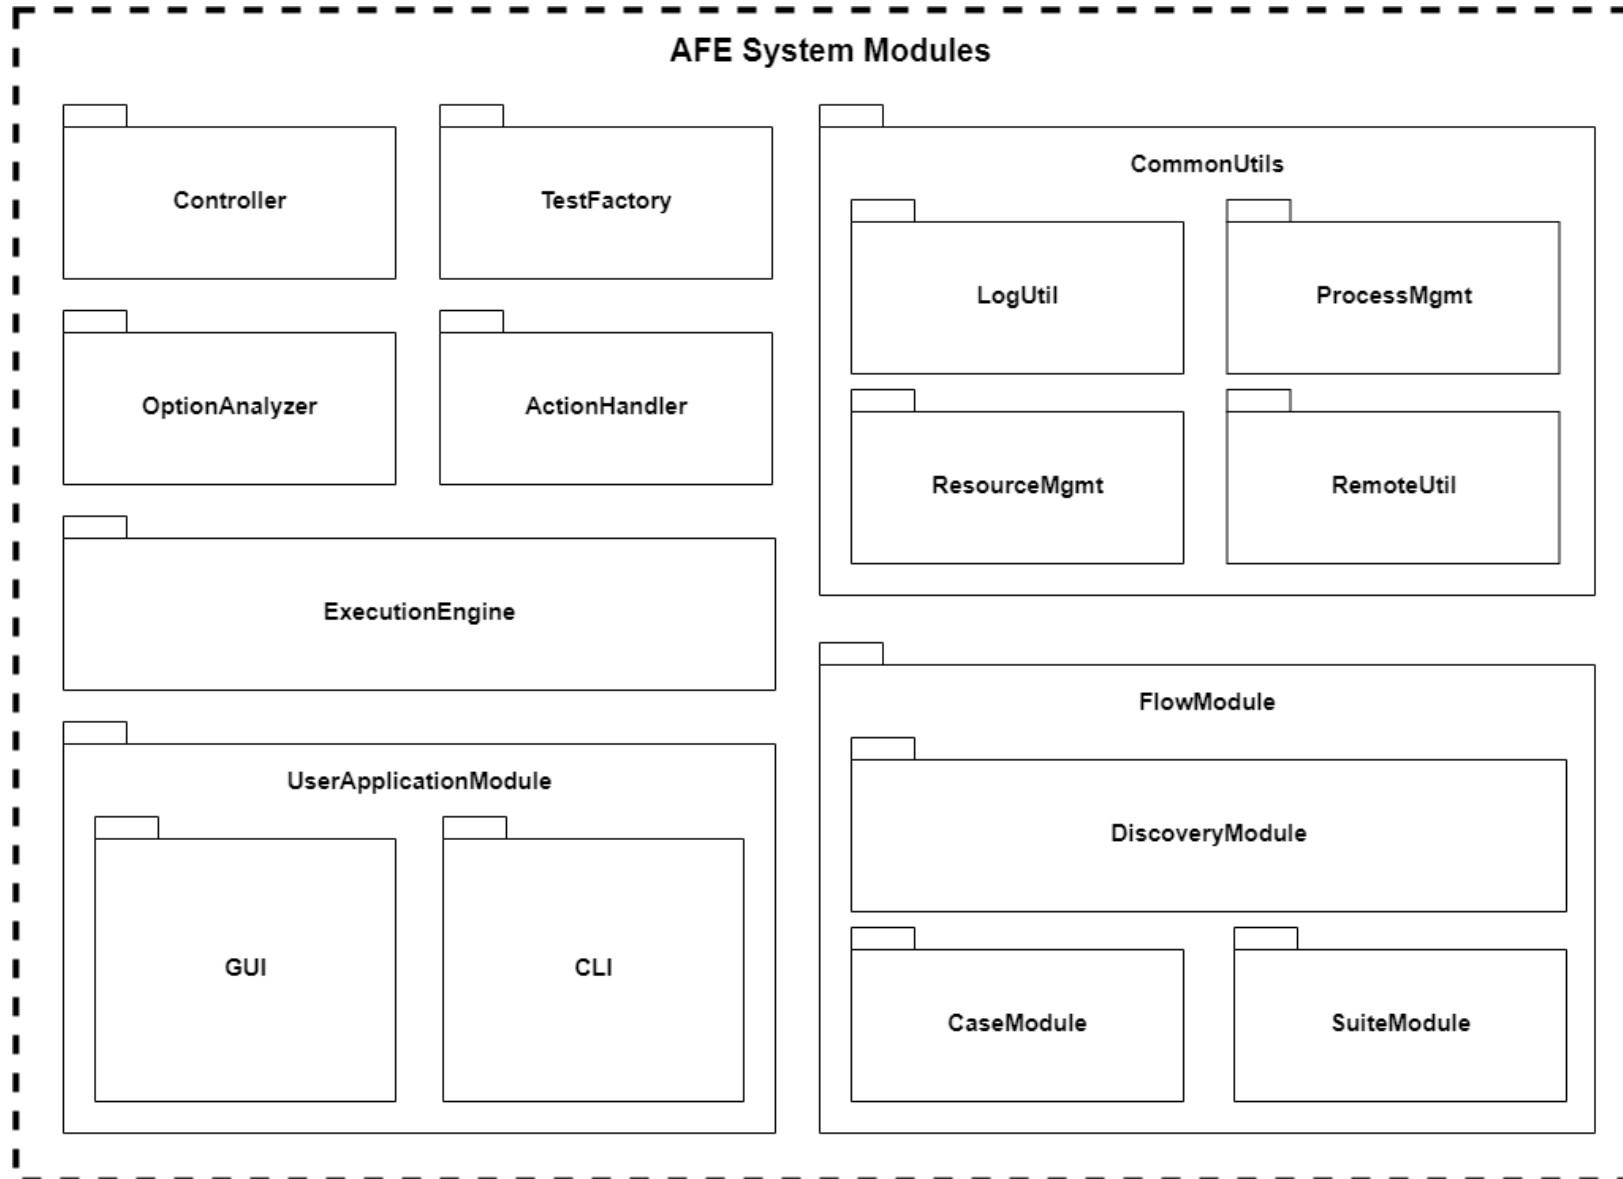 AFE System Modules
Controller
TestFactory
OptionAnalyzer
ActionHandler
ExecutionEngine
UserApplicationModule
GUI
CLI
CommonUtils
LogUtil
ProcessMgmt
ResourceMgmt
RemoteUtil
FlowModule
DiscoveryModule
CaseModule
SuiteModule